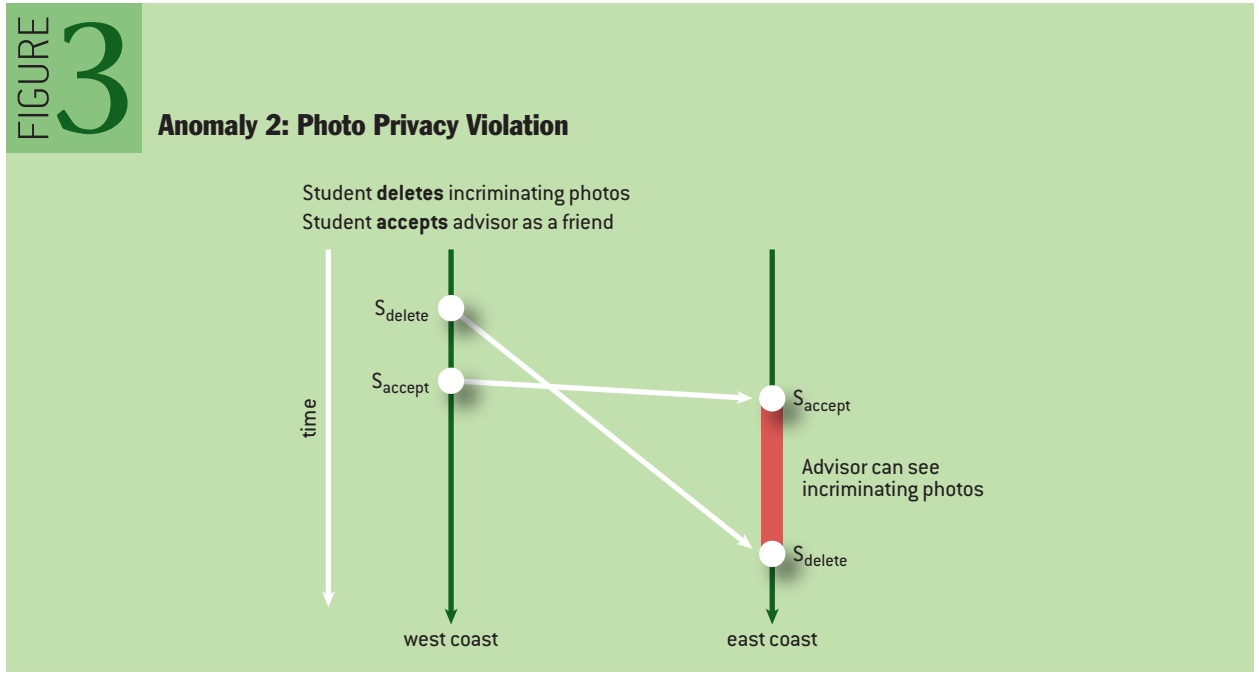 FIGURE 3
Anomaly 2: Photo Privacy Violation
Student deletes incriminating photos
Student accepts advisor as a friend
Sdelete
Saccept
time
Saccept
Advisor can see
incriminating photos
Sdelete
west coast
east coast